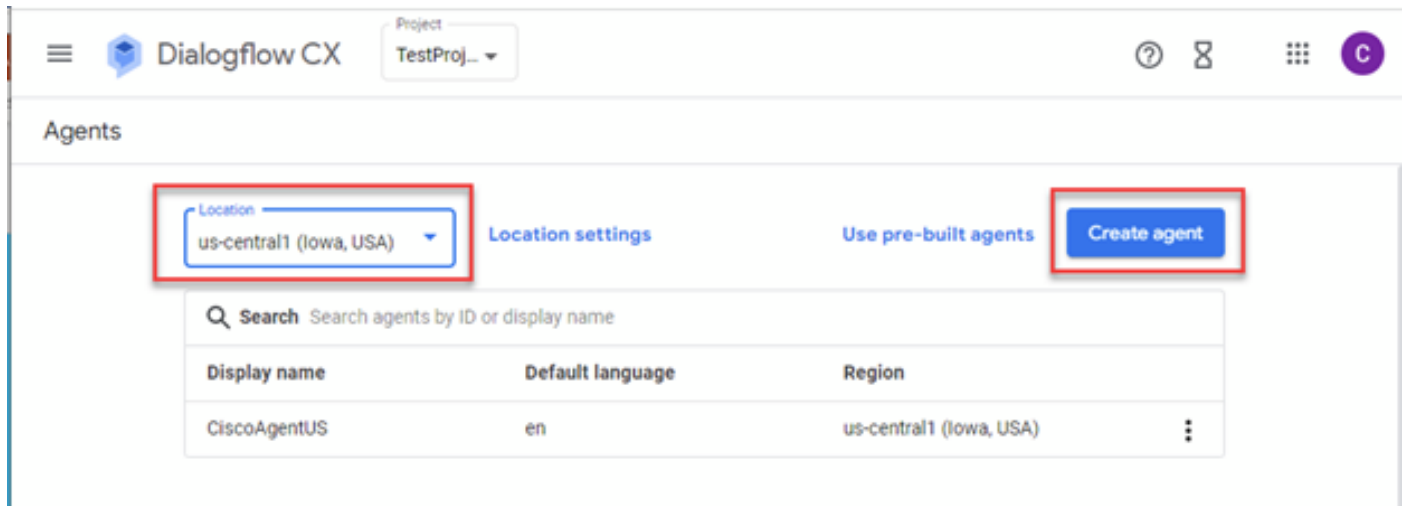 Project
Dialogflow CX
TestProj...
C
Agents
Location
us-central1 (Iowa, USA)
Location settings
Use pre-built agents
Create agent
Search Search agents by ID or display name
Display name Default language Region
CiscoAgentUS en us-central1 (Iowa, USA)